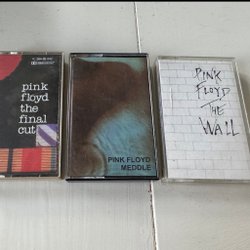 pink
floyd
the
final
cut
PINK FLOYD
MEDDLE
PINK
FLOYD
THE
WALL